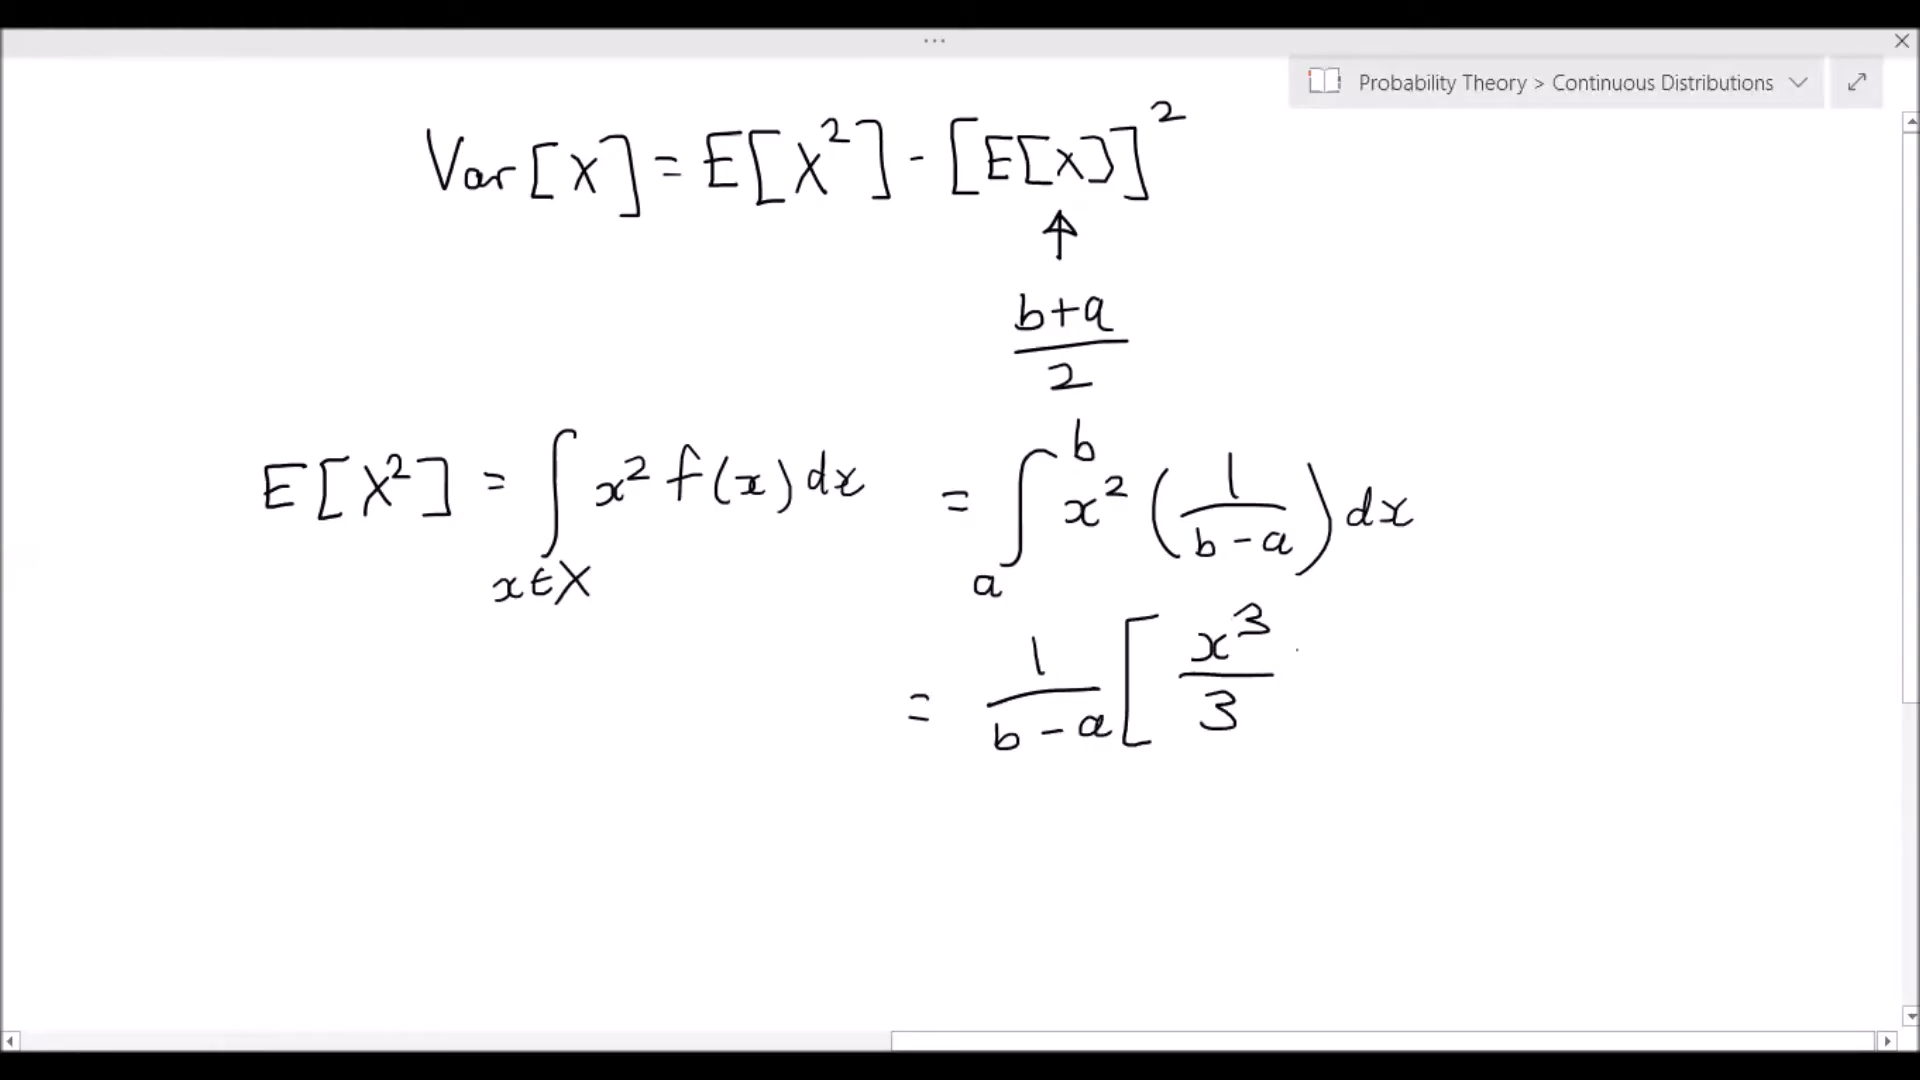 Probability Theory > Continuous Distributions
Var[X] = E[X²] - [E[X]]²
↑
b+a
2
E[X²] = ∫ x² f(x) dx = ∫ₐᵇ x² (1/(b-a)) dx
x∈X
= 1/(b-a) [ x³/3